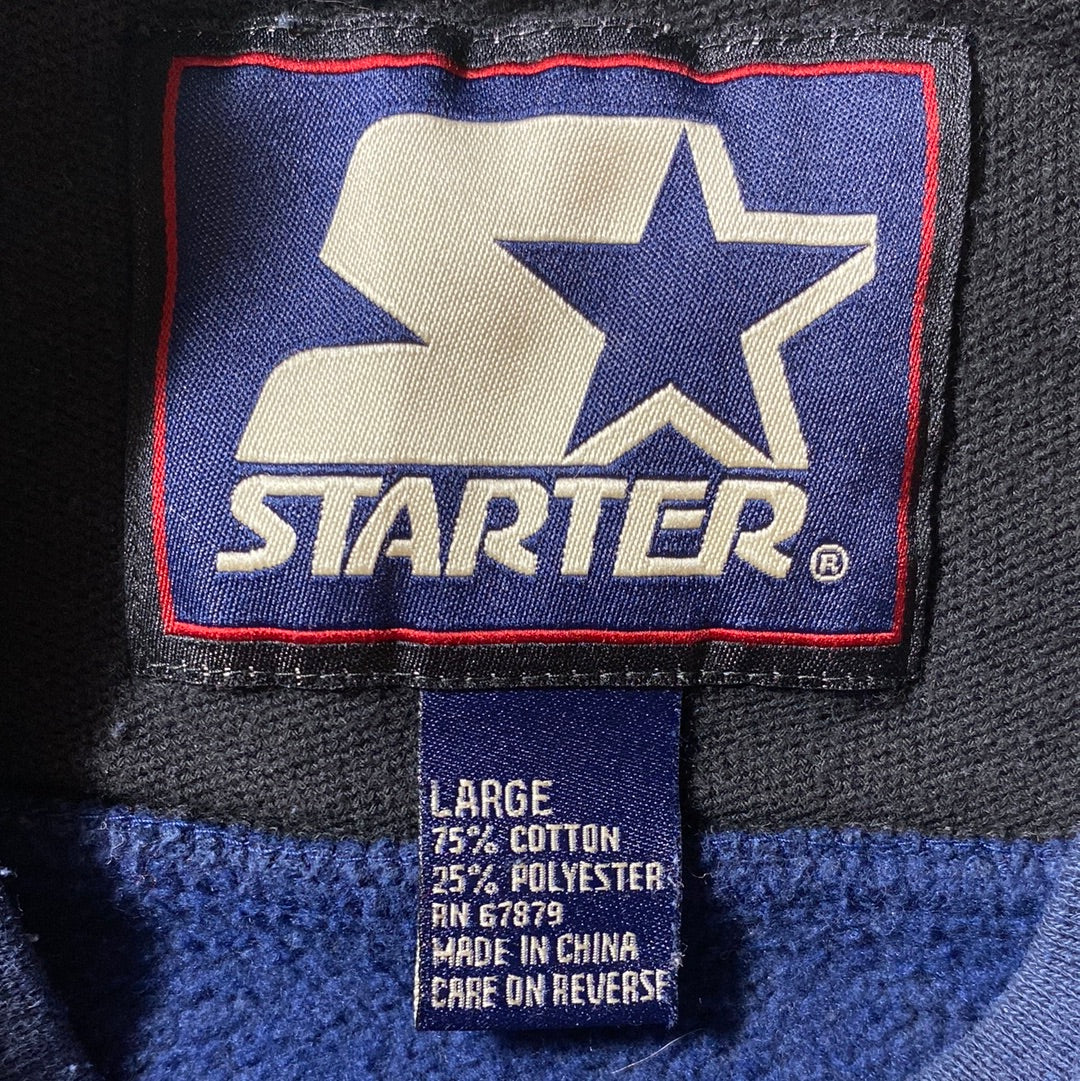 STARTER ®
LARGE
75% COTTON
25% POLYESTER
RN 67879
MADE IN CHINA
CARE ON REVERSE